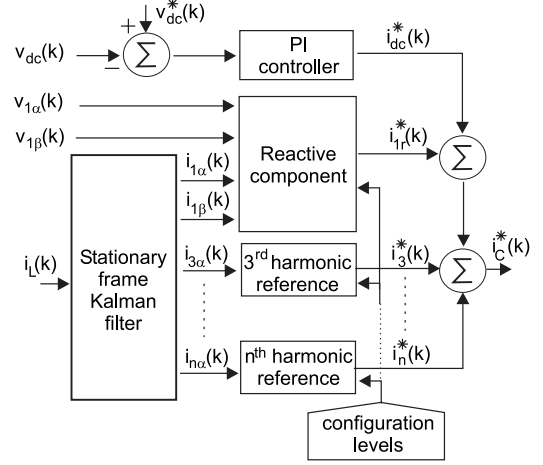 v*dc(k)
+
vdc(k)
−
Σ
PI
controller
i*dc(k)
v1α(k)
v1β(k)
i1α(k)
i1β(k)
Reactive
component
i*1r(k)
Σ
iL(k)
Stationary
frame
Kalman
filter
i3α(k)
3rd harmonic
reference
i*3(k)
Σ
i*C(k)
inα(k)
nth harmonic
reference
i*n(k)
configuration
levels